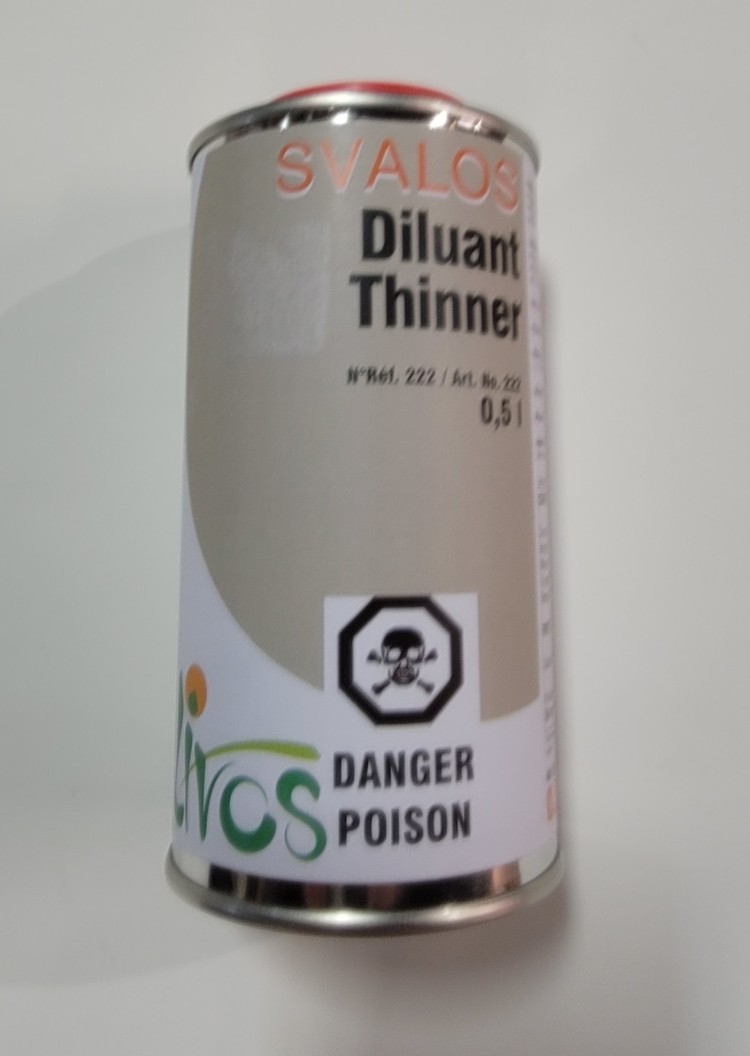 SVALOS
Diluant
Thinner
N°Réf. 222 / Art. No. 222
0,5 l
livos
DANGER
POISON